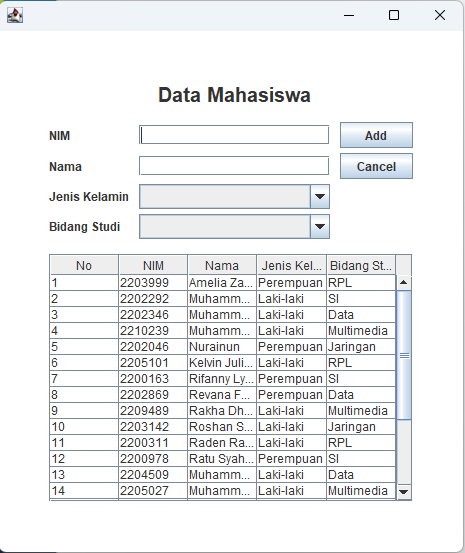 Data Mahasiswa
NIM Add
Nama Cancel
Jenis Kelamin
Bidang Studi
No NIM Nama Jenis Kel... Bidang St...
1 2203999 Amelia Za... Perempuan RPL
2 2202292 Muhamm... Laki-laki SI
3 2202346 Muhamm... Laki-laki Data
4 2210239 Muhamm... Laki-laki Multimedia
5 2202046 Nurainun Perempuan Jaringan
6 2205101 Kelvin Juli... Laki-laki RPL
7 2200163 Rifanny Ly... Perempuan SI
8 2202869 Revana F... Perempuan Data
9 2209489 Rakha Dh... Laki-laki Multimedia
10 2203142 Roshan S... Laki-laki Jaringan
11 2200311 Raden Ra... Laki-laki RPL
12 2200978 Ratu Syah... Perempuan SI
13 2204509 Muhamm... Laki-laki Data
14 2205027 Muhamm... Laki-laki Multimedia